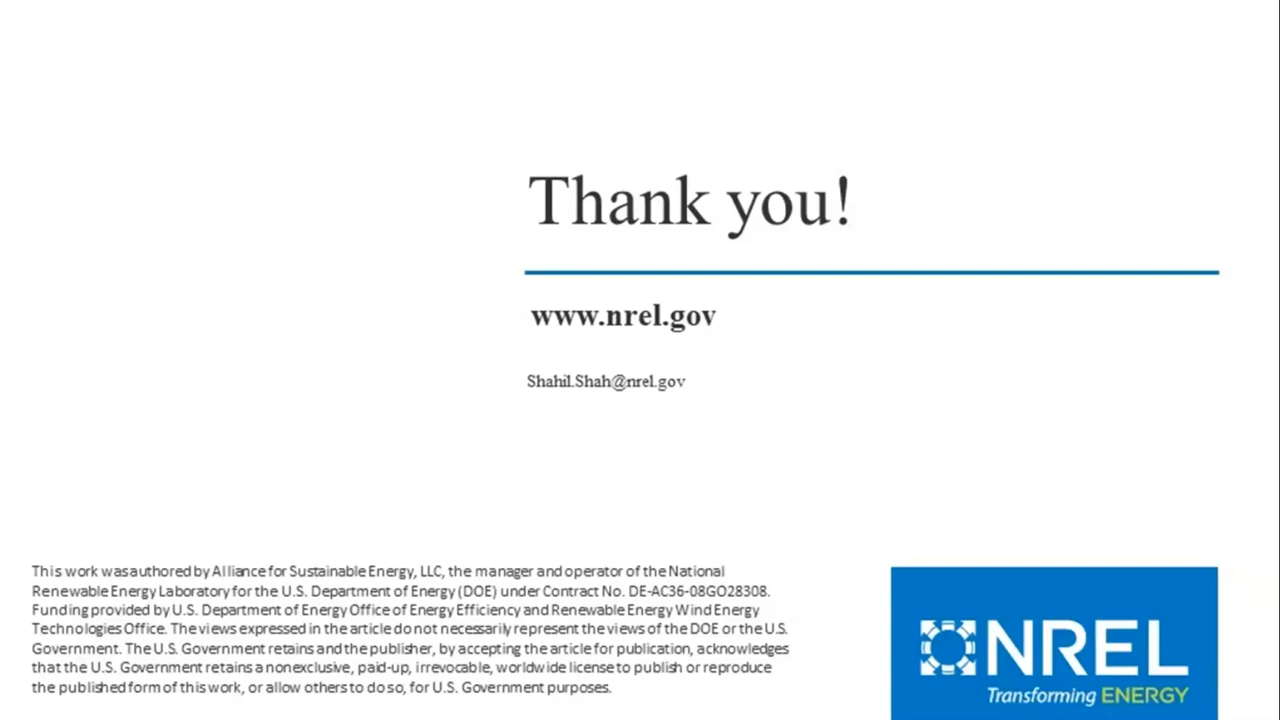 Thank you!
www.nrel.gov
Shahil.Shah@nrel.gov
This work was authored by Alliance for Sustainable Energy, LLC, the manager and operator of the National
Renewable Energy Laboratory for the U.S. Department of Energy (DOE) under Contract No. DE-AC36-08GO28308.
Funding provided by U.S. Department of Energy Office of Energy Efficiency and Renewable Energy Wind Energy
Technologies Office. The views expressed in the article do not necessarily represent the views of the DOE or the U.S.
Government. The U.S. Government retains and the publisher, by accepting the article for publication, acknowledges
that the U.S. Government retains a nonexclusive, paid-up, irrevocable, worldwide license to publish or reproduce
the published form of this work, or allow others to do so, for U.S. Government purposes.
NREL
Transforming ENERGY